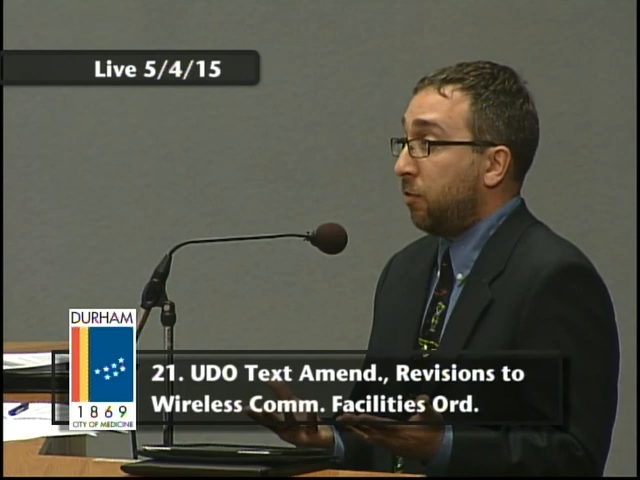 Live 5/4/15
DURHAM
1869
CITY OF MEDICINE
21. UDO Text Amend., Revisions to
Wireless Comm. Facilities Ord.